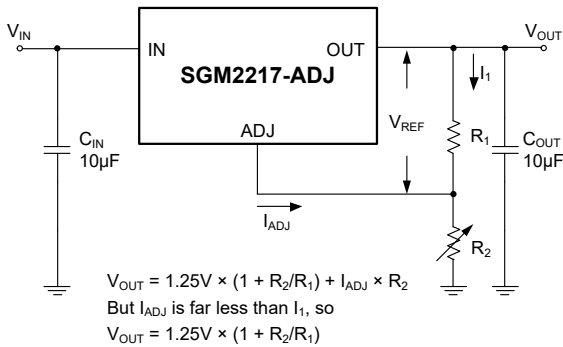 V_IN
V_OUT
IN
OUT
SGM2217-ADJ
ADJ
I_1
V_REF
C_IN
10µF
R_1
C_OUT
10µF
I_ADJ
R_2
V_OUT = 1.25V × (1 + R_2/R_1) + I_ADJ × R_2
But I_ADJ is far less than I_1, so
V_OUT = 1.25V × (1 + R_2/R_1)